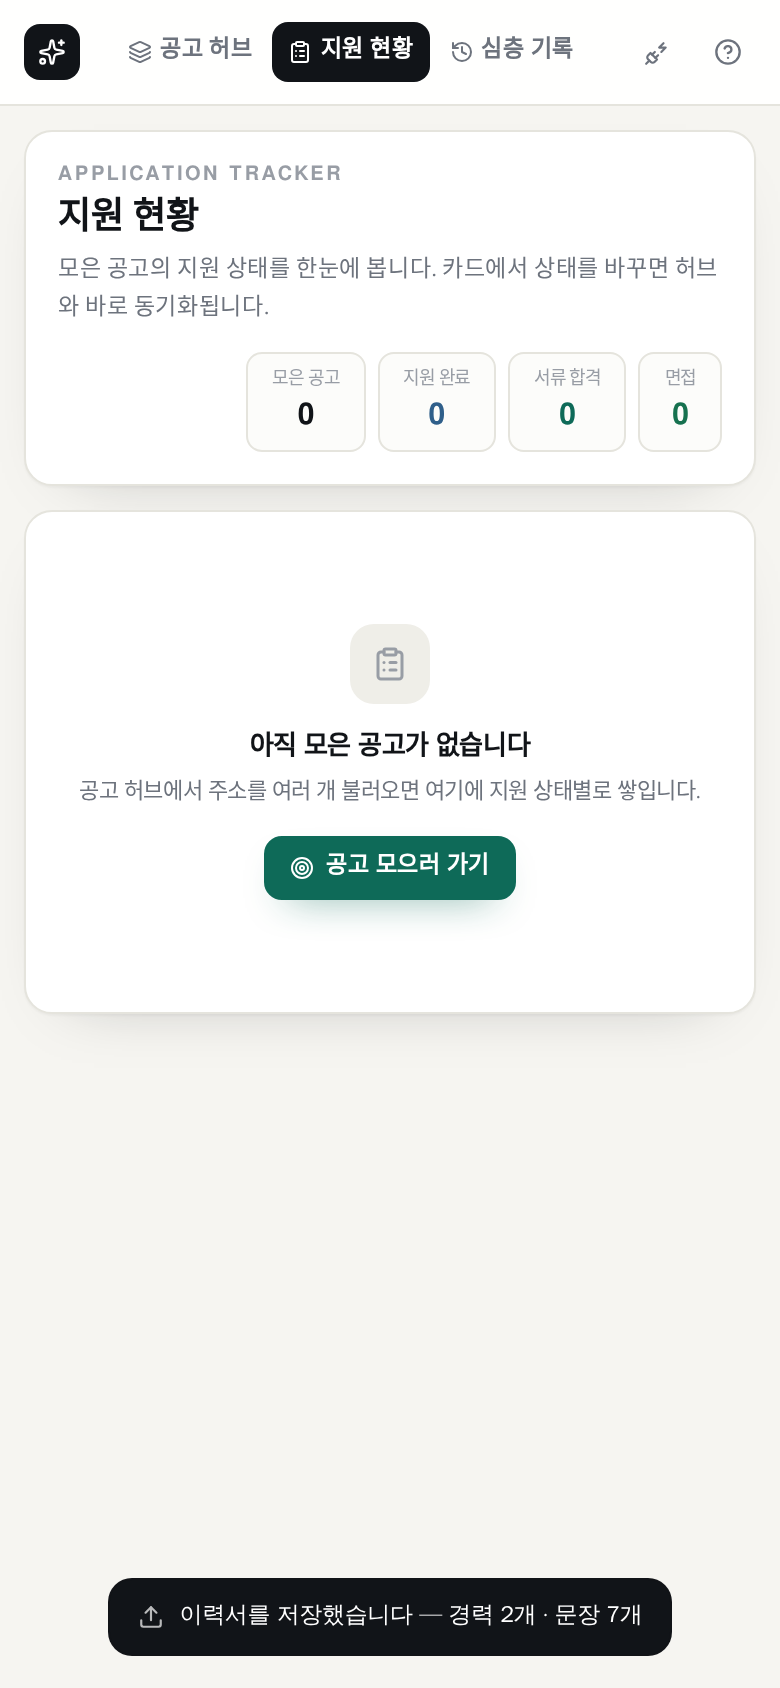 공고 허브
지원 현황
심층 기록
APPLICATION TRACKER
지원 현황
모은 공고의 지원 상태를 한눈에 봅니다. 카드에서 상태를 바꾸면 허브
와 바로 동기화됩니다.
모은 공고
0
지원 완료
0
서류 합격
0
면접
0
아직 모은 공고가 없습니다
공고 허브에서 주소를 여러 개 불러오면 여기에 지원 상태별로 쌓입니다.
공고 모으러 가기
이력서를 저장했습니다 — 경력 2개 · 문장 7개